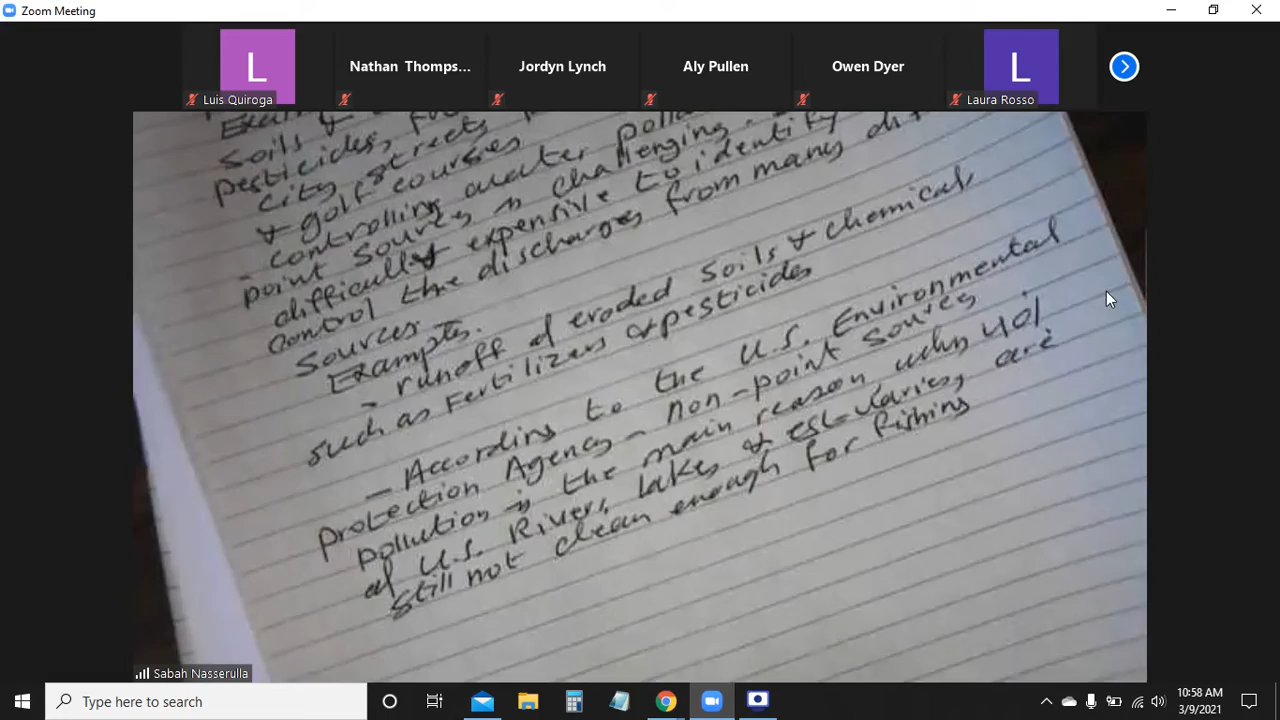 Zoom Meeting
L
Nathan Thomps...
Jordyn Lynch
Aly Pullen
Owen Dyer
L
Luis Quiroga
Laura Rosso
Exam
soils &
pesticides,
city streets
& golf courses
- controlling water pollu
point sources is challenging.
difficult & expensive to identify
control the discharges from many di
sources.
Examples.
- runoff of eroded soils & chemical,
such as Fertilizers & pesticides
- According to the U.S. Environmental
Protection Agency - non-point sources
pollution is the main reason why 40%
of U.S. Rivers, lakes & estuaries, are
still not clean enough for fishing
Sabah Nasserulla
Type here to search
10:58 AM
3/9/2021